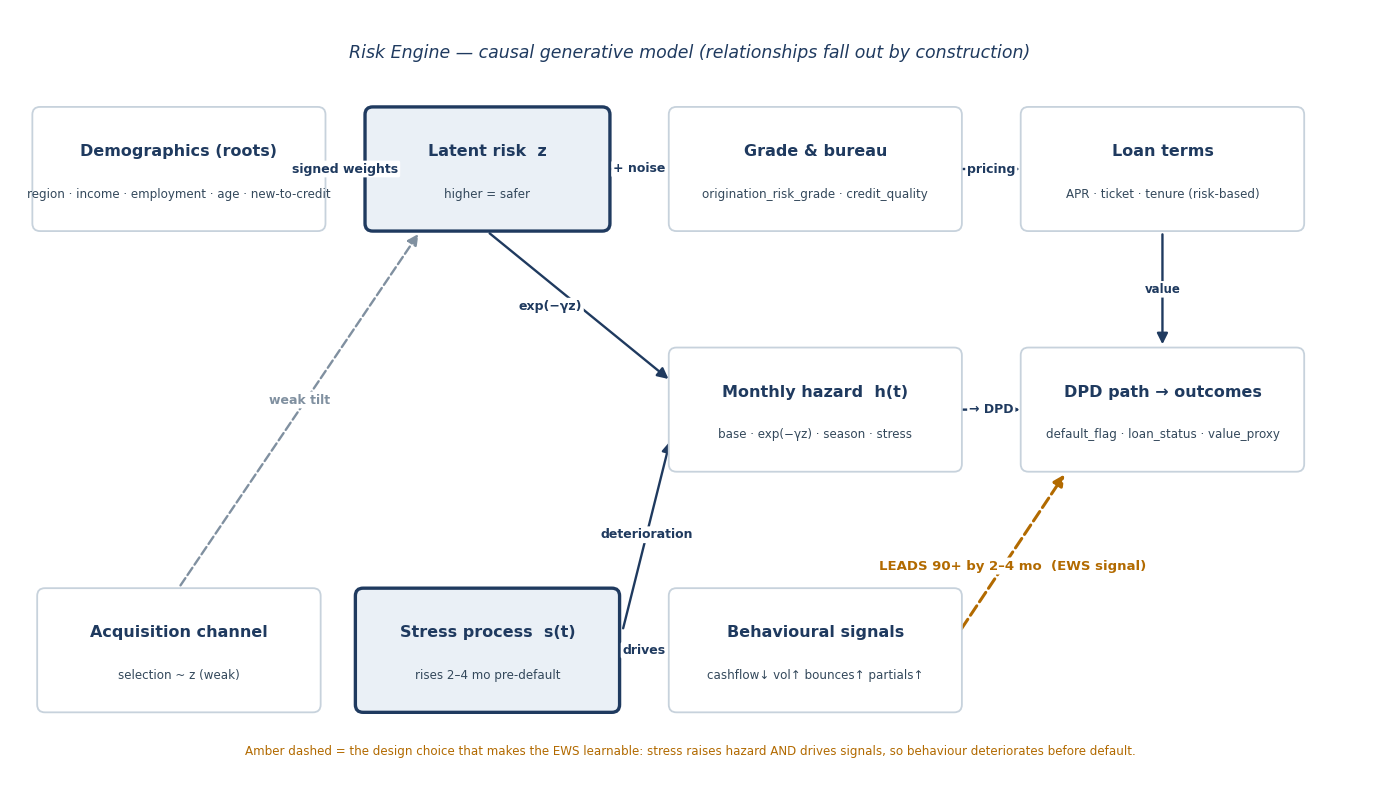 Risk Engine — causal generative model (relationships fall out by construction)
Demographics (roots)
region · income · employment · age · new-to-credit
signed weights
Latent risk z
higher = safer
+ noise
Grade & bureau
origination_risk_grade · credit_quality
pricing
Loan terms
APR · ticket · tenure (risk-based)
value
exp(−γz)
weak tilt
Monthly hazard h(t)
base · exp(−γz) · season · stress
→ DPD
DPD path → outcomes
default_flag · loan_status · value_proxy
deterioration
LEADS 90+ by 2–4 mo (EWS signal)
Acquisition channel
selection ~ z (weak)
Stress process s(t)
rises 2–4 mo pre-default
drives
Behavioural signals
cashflow↓ vol↑ bounces↑ partials↑
Amber dashed = the design choice that makes the EWS learnable: stress raises hazard AND drives signals, so behaviour deteriorates before default.